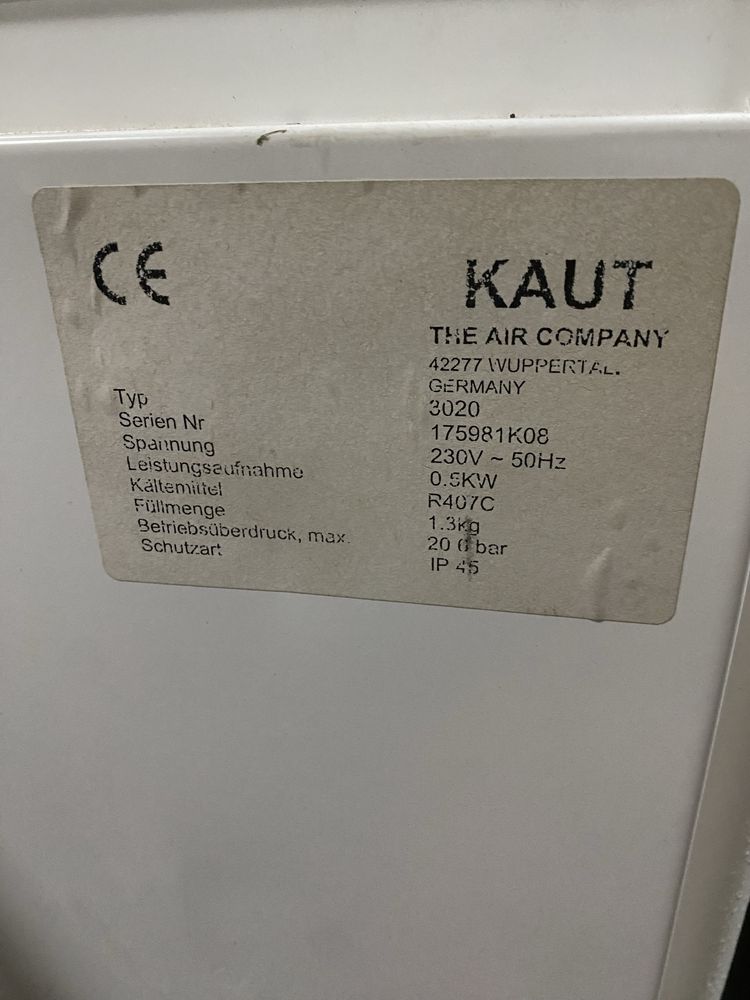 CE
KAUT
THE AIR COMPANY
42277 WUPPERTAL.
GERMANY
Typ 3020
Serien Nr 175981K08
Spannung 230V ~ 50Hz
Leistungsaufnahme 0.5KW
Kältemittel R407C
Füllmenge 1.3kg
Betriebsüberdruck, max. 20 bar
Schutzart IP 45